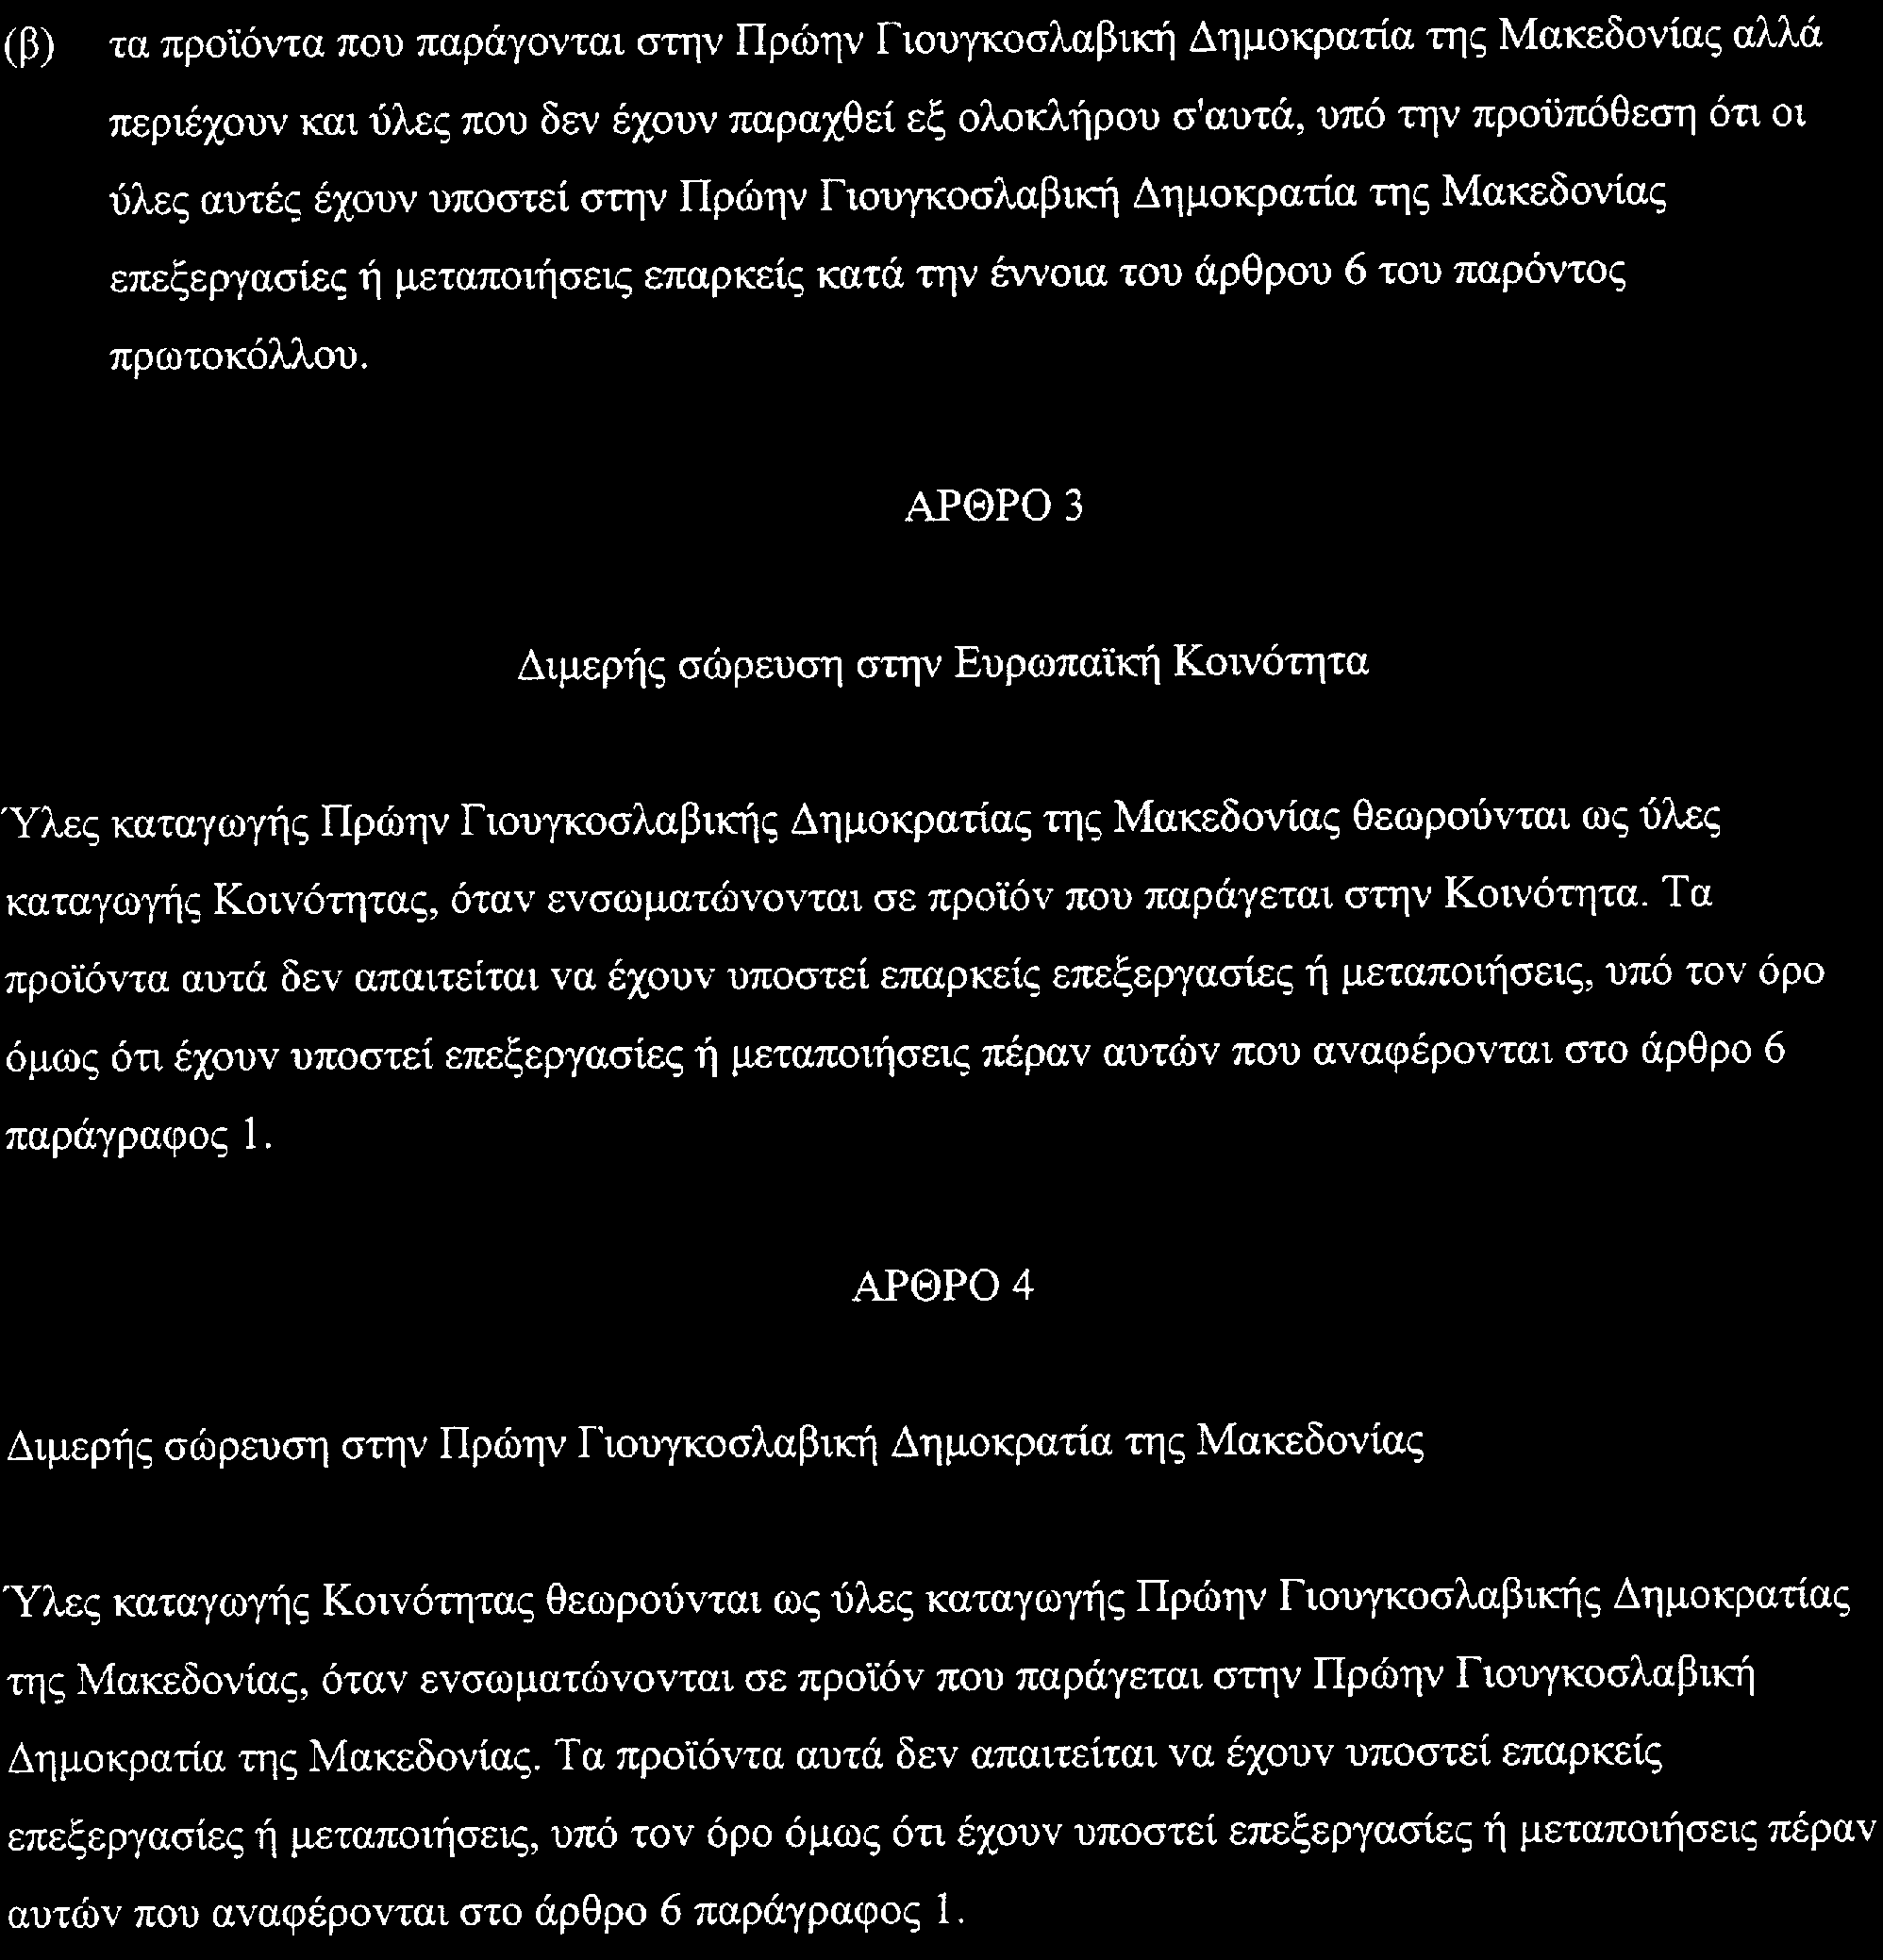 (β) τα προϊόντα που παράγονται στην Πρώην Γιουγκοσλαβική Δημοκρατία της Μακεδονίας αλλά
περιέχουν και ύλες που δεν έχουν παραχθεί εξ ολοκλήρου σ'αυτά, υπό την προϋπόθεση ότι οι
ύλες αυτές έχουν υποστεί στην Πρώην Γιουγκοσλαβική Δημοκρατία της Μακεδονίας
επεξεργασίες ή μεταποιήσεις επαρκείς κατά την έννοια του άρθρου 6 του παρόντος
πρωτοκόλλου.
ΑΡΘΡΟ 3
Διμερής σώρευση στην Ευρωπαϊκή Κοινότητα
Ύλες καταγωγής Πρώην Γιουγκοσλαβικής Δημοκρατίας της Μακεδονίας θεωρούνται ως ύλες
καταγωγής Κοινότητας, όταν ενσωματώνονται σε προϊόν που παράγεται στην Κοινότητα. Τα
προϊόντα αυτά δεν απαιτείται να έχουν υποστεί επαρκείς επεξεργασίες ή μεταποιήσεις, υπό τον όρο
όμως ότι έχουν υποστεί επεξεργασίες ή μεταποιήσεις πέραν αυτών που αναφέρονται στο άρθρο 6
παράγραφος 1.
ΑΡΘΡΟ 4
Διμερής σώρευση στην Πρώην Γιουγκοσλαβική Δημοκρατία της Μακεδονίας
Ύλες καταγωγής Κοινότητας θεωρούνται ως ύλες καταγωγής Πρώην Γιουγκοσλαβικής Δημοκρατίας
της Μακεδονίας, όταν ενσωματώνονται σε προϊόν που παράγεται στην Πρώην Γιουγκοσλαβική
Δημοκρατία της Μακεδονίας. Τα προϊόντα αυτά δεν απαιτείται να έχουν υποστεί επαρκείς
επεξεργασίες ή μεταποιήσεις, υπό τον όρο όμως ότι έχουν υποστεί επεξεργασίες ή μεταποιήσεις πέραν
αυτών που αναφέρονται στο άρθρο 6 παράγραφος 1.